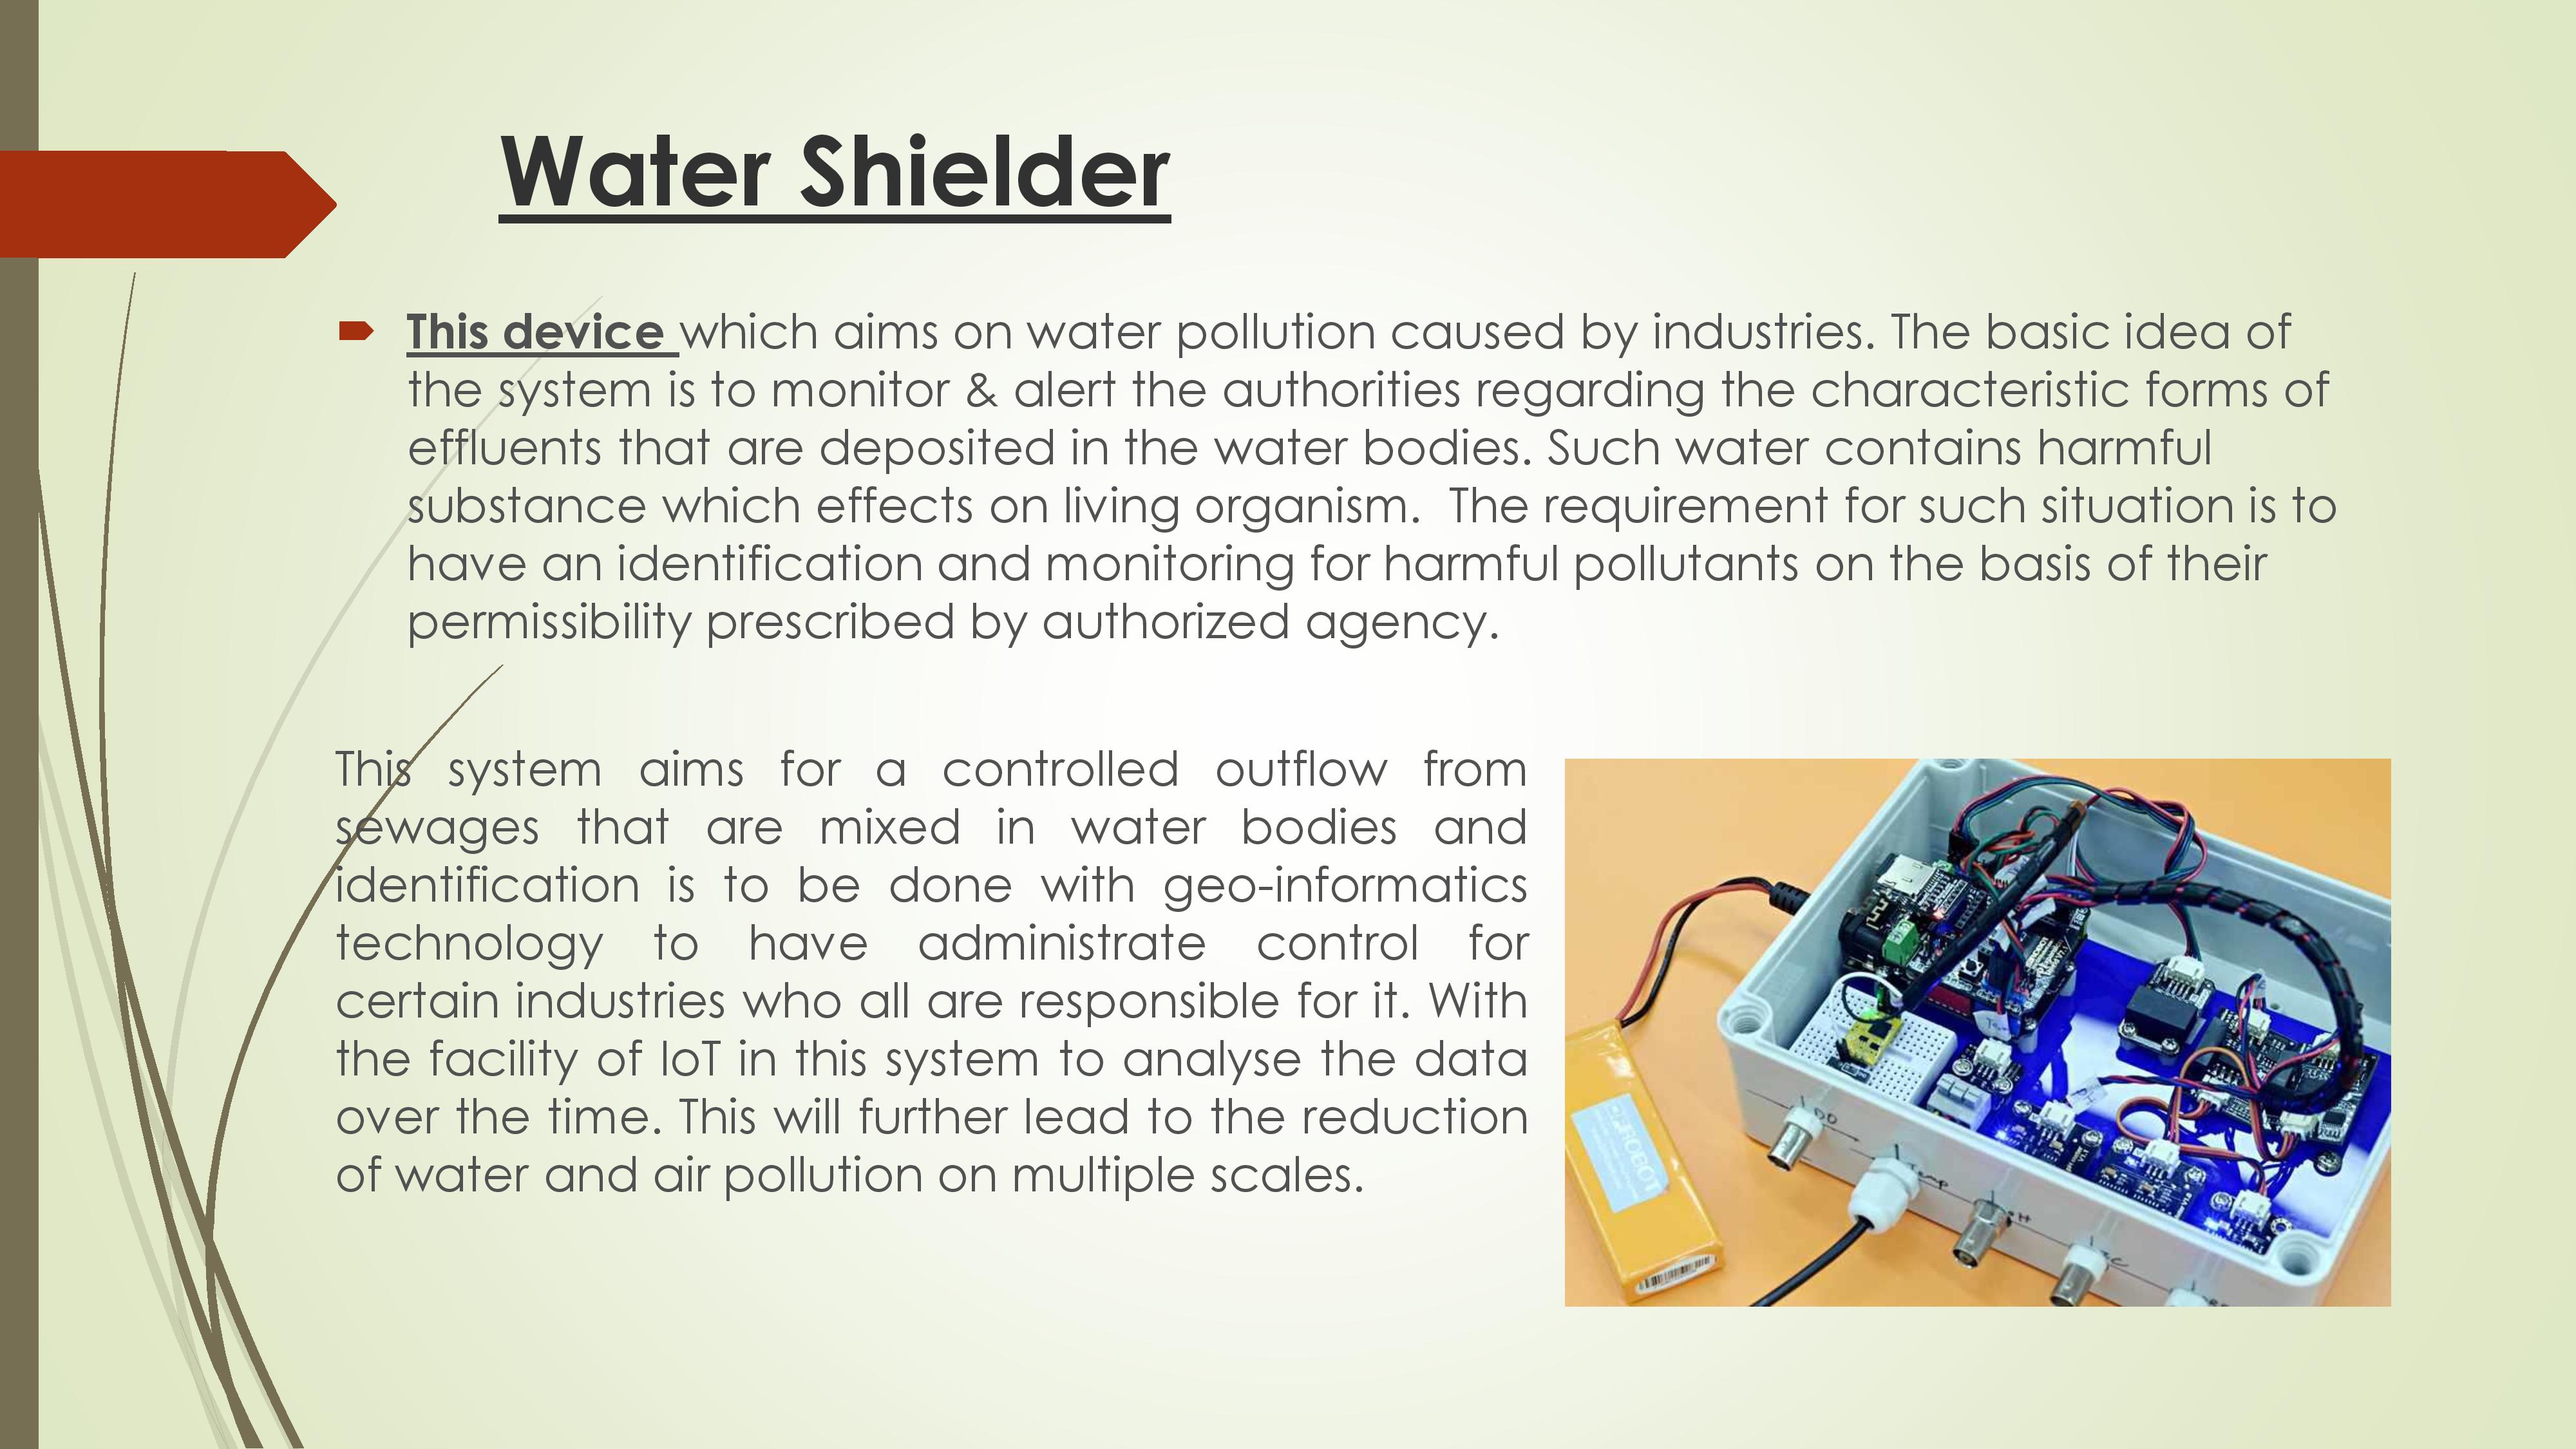 Water Shielder
This device which aims on water pollution caused by industries. The basic idea of
the system is to monitor & alert the authorities regarding the characteristic forms of
effluents that are deposited in the water bodies. Such water contains harmful
substance which effects on living organism.  The requirement for such situation is to
have an identification and monitoring for harmful pollutants on the basis of their
permissibility prescribed by authorized agency.
This system aims for a controlled outflow from
sewages that are mixed in water bodies and
identification is to be done with geo-informatics
technology to have administrate control for
certain industries who all are responsible for it. With
the facility of IoT in this system to analyse the data
over the time. This will further lead to the reduction
of water and air pollution on multiple scales.
DO
Temp